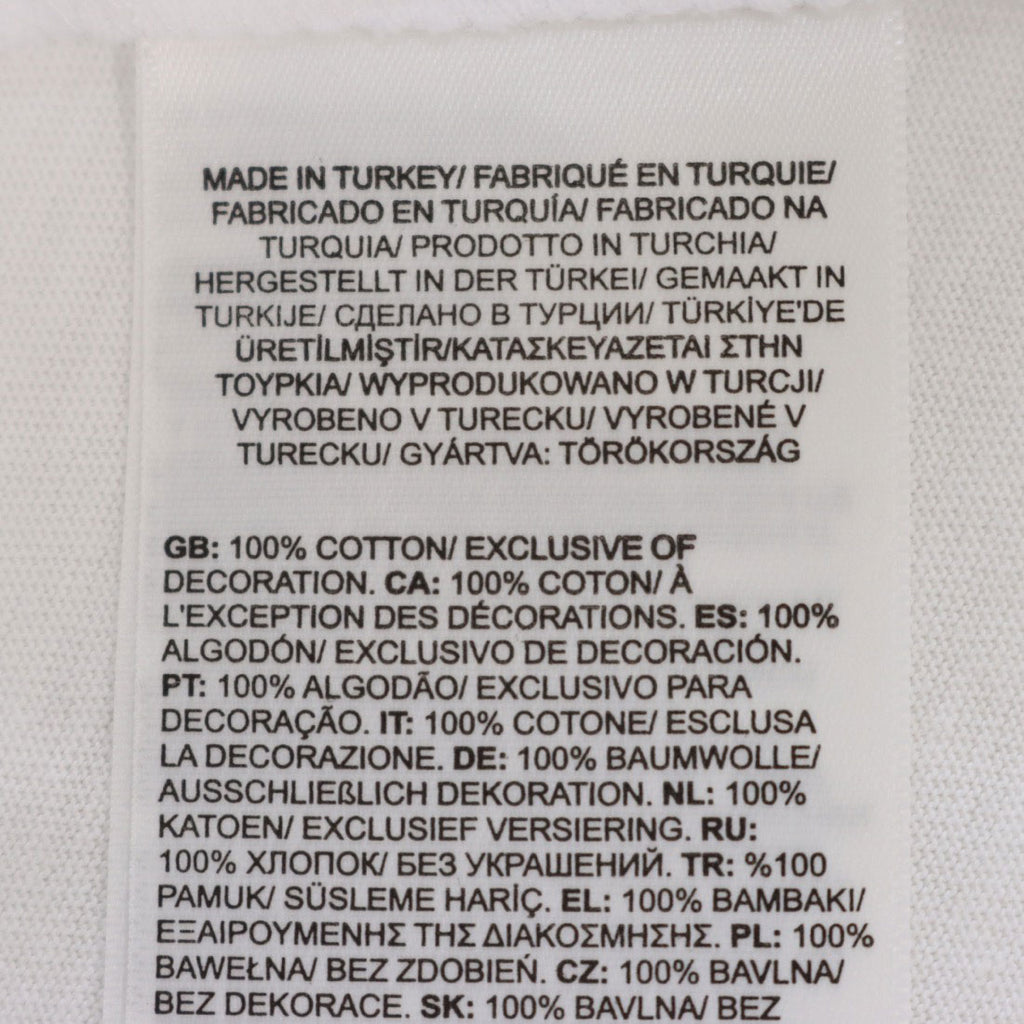 MADE IN TURKEY/ FABRIQUÉ EN TURQUIE/
FABRICADO EN TURQUÍA/ FABRICADO NA
TURQUIA/ PRODOTTO IN TURCHIA/
HERGESTELLT IN DER TÜRKEI/ GEMAAKT IN
TURKIJE/ СДЕЛАНО В ТУРЦИИ/ TÜRKİYE'DE
ÜRETİLMİŞTİR/ΚΑΤΑΣΚΕΥΑΖΕΤΑΙ ΣΤΗΝ
ΤΟΥΡΚΙΑ/ WYPRODUKOWANO W TURCJI/
VYROBENO V TURECKU/ VYROBENÉ V
TURECKU/ GYÁRTVA: TÖRÖKORSZÁG
GB: 100% COTTON/ EXCLUSIVE OF
DECORATION. CA: 100% COTON/ À
L'EXCEPTION DES DÉCORATIONS. ES: 100%
ALGODÓN/ EXCLUSIVO DE DECORACIÓN.
PT: 100% ALGODÃO/ EXCLUSIVO PARA
DECORAÇÃO. IT: 100% COTONE/ ESCLUSA
LA DECORAZIONE. DE: 100% BAUMWOLLE/
AUSSCHLIEßLICH DEKORATION. NL: 100%
KATOEN/ EXCLUSIEF VERSIERING. RU:
100% ХЛОПОК/ БЕЗ УКРАШЕНИЙ. TR: %100
PAMUK/ SÜSLEME HARİÇ. EL: 100% ΒΑΜΒΑΚΙ/
ΕΞΑΙΡΟΥΜΕΝΗΣ ΤΗΣ ΔΙΑΚΟΣΜΗΣΗΣ. PL: 100%
BAWEŁNA/ BEZ ZDOBIEŃ. CZ: 100% BAVLNA/
BEZ DEKORACE. SK: 100% BAVLNA/ BEZ